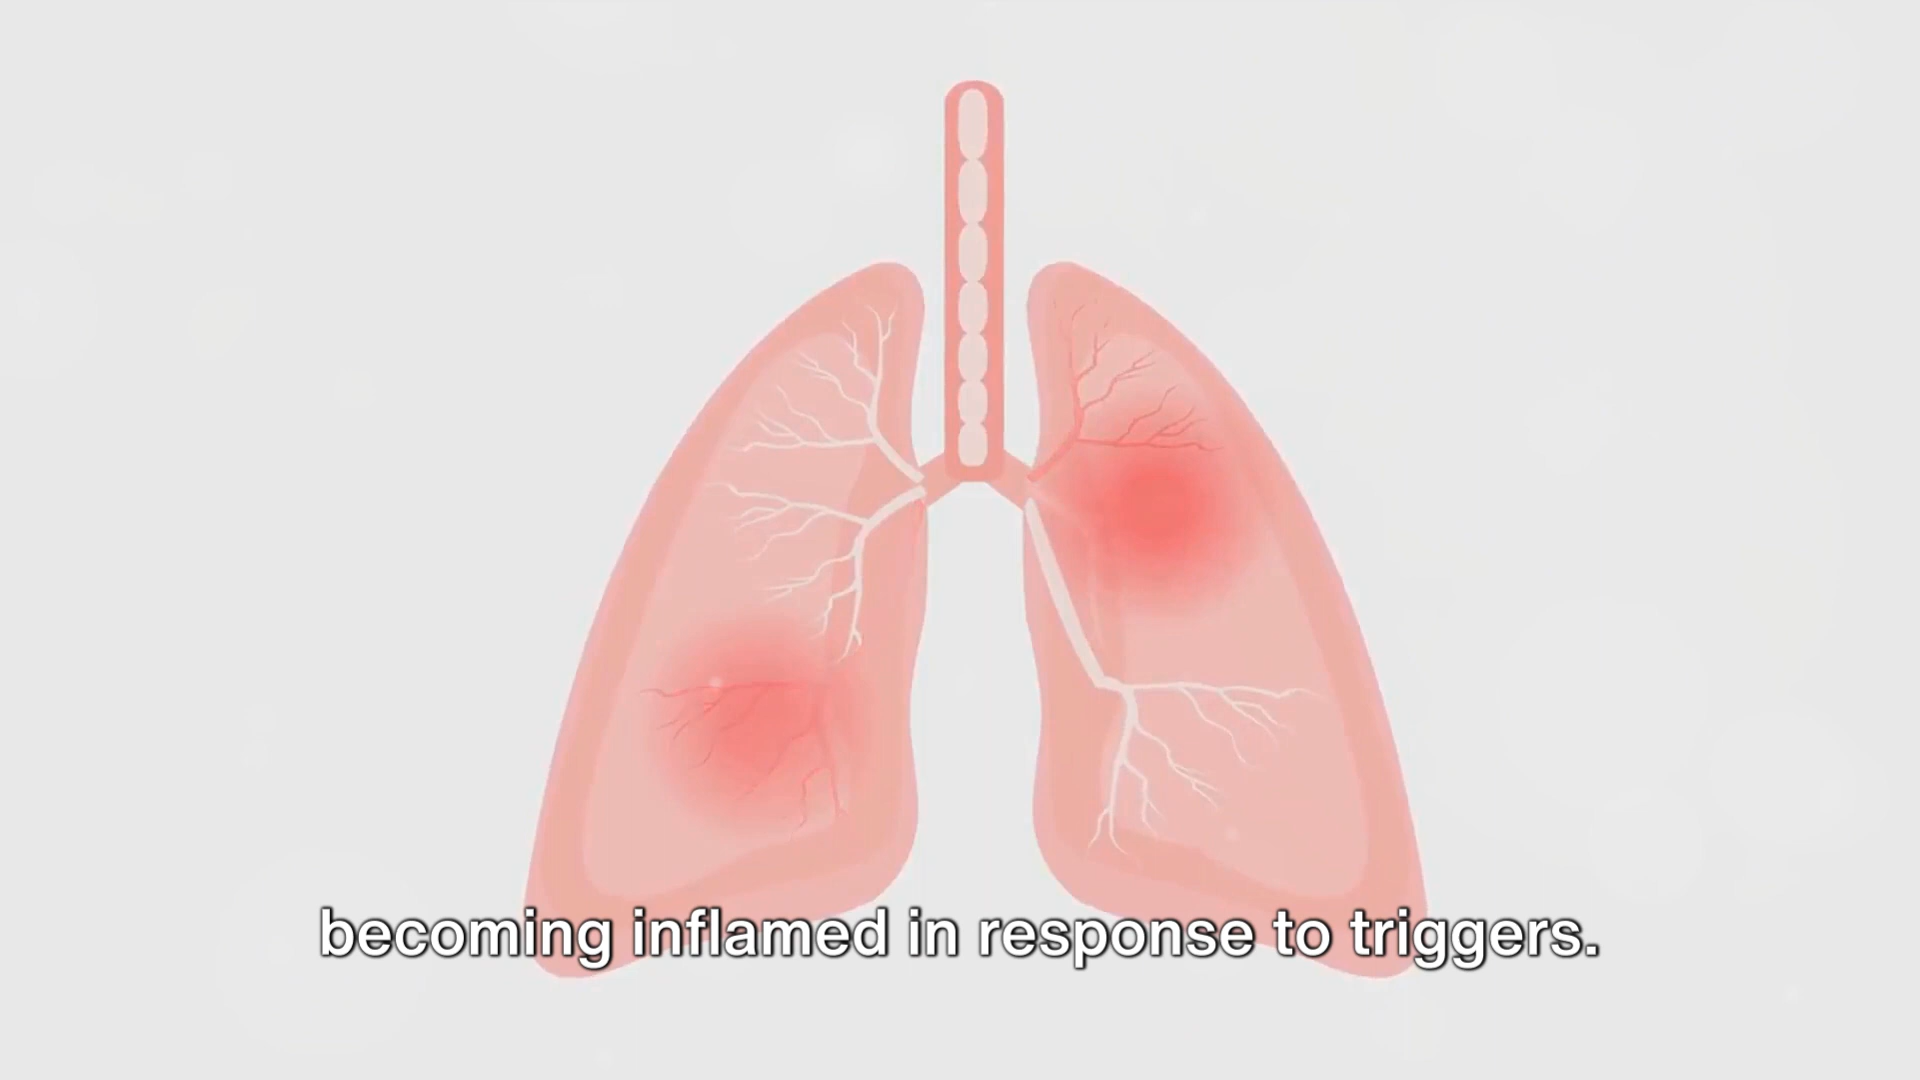 becoming inflamed in response to triggers.